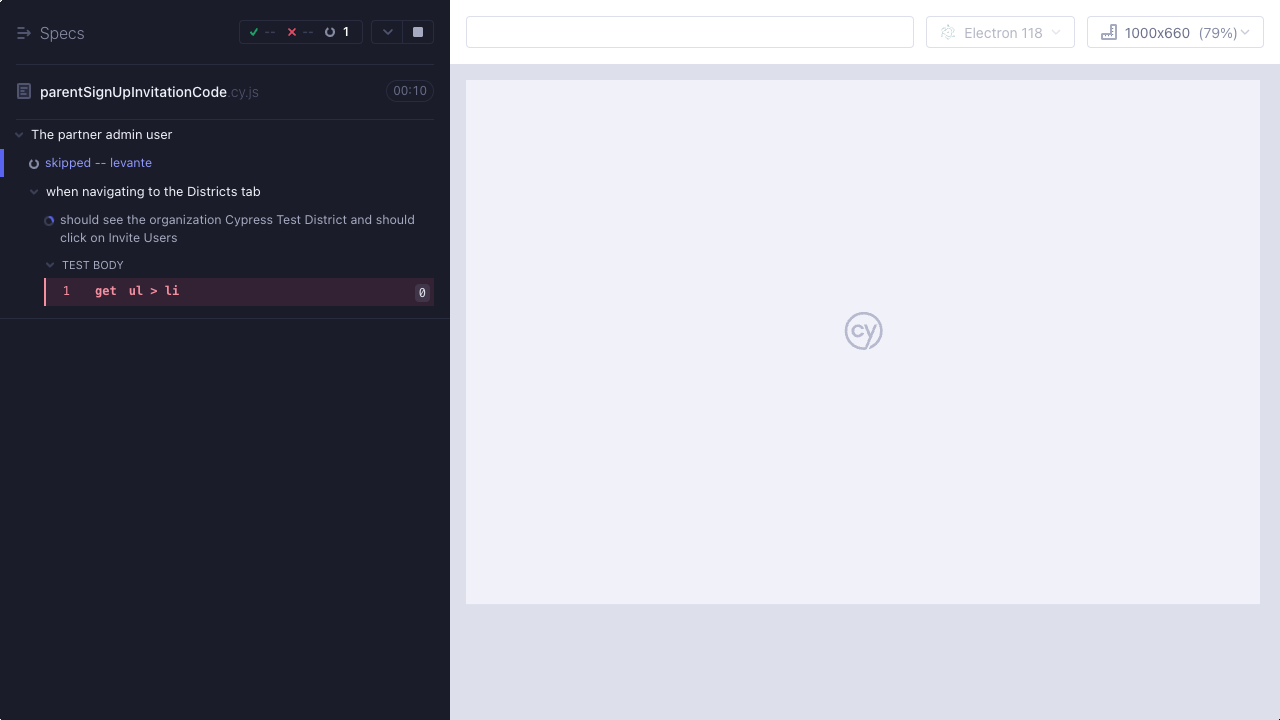 Specs
-- -- 1
parentSignUpInvitationCode.cy.js 00:10
The partner admin user
skipped -- levante
when navigating to the Districts tab
should see the organization Cypress Test District and should
click on Invite Users
TEST BODY
1 get ul > li 0
Electron 118
1000x660 (79%)
cy